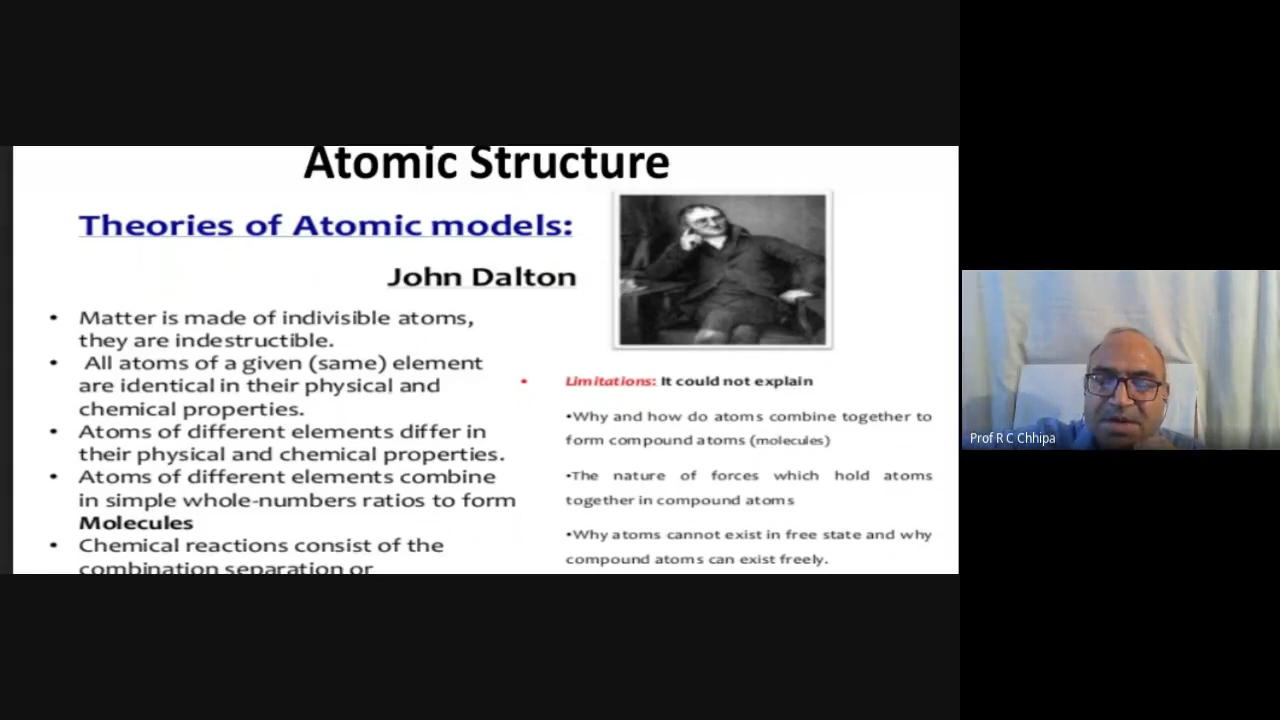 Atomic Structure
Theories of Atomic models:
John Dalton
• Matter is made of indivisible atoms,
they are indestructible.
• All atoms of a given (same) element
are identical in their physical and
chemical properties.
• Atoms of different elements differ in
their physical and chemical properties.
• Atoms of different elements combine
in simple whole-numbers ratios to form
Molecules
• Chemical reactions consist of the
combination separation or
• Limitations: It could not explain
•Why and how do atoms combine together to
form compound atoms (molecules)
•The nature of forces which hold atoms
together in compound atoms
•Why atoms cannot exist in free state and why
compound atoms can exist freely.
Prof R C Chhipa